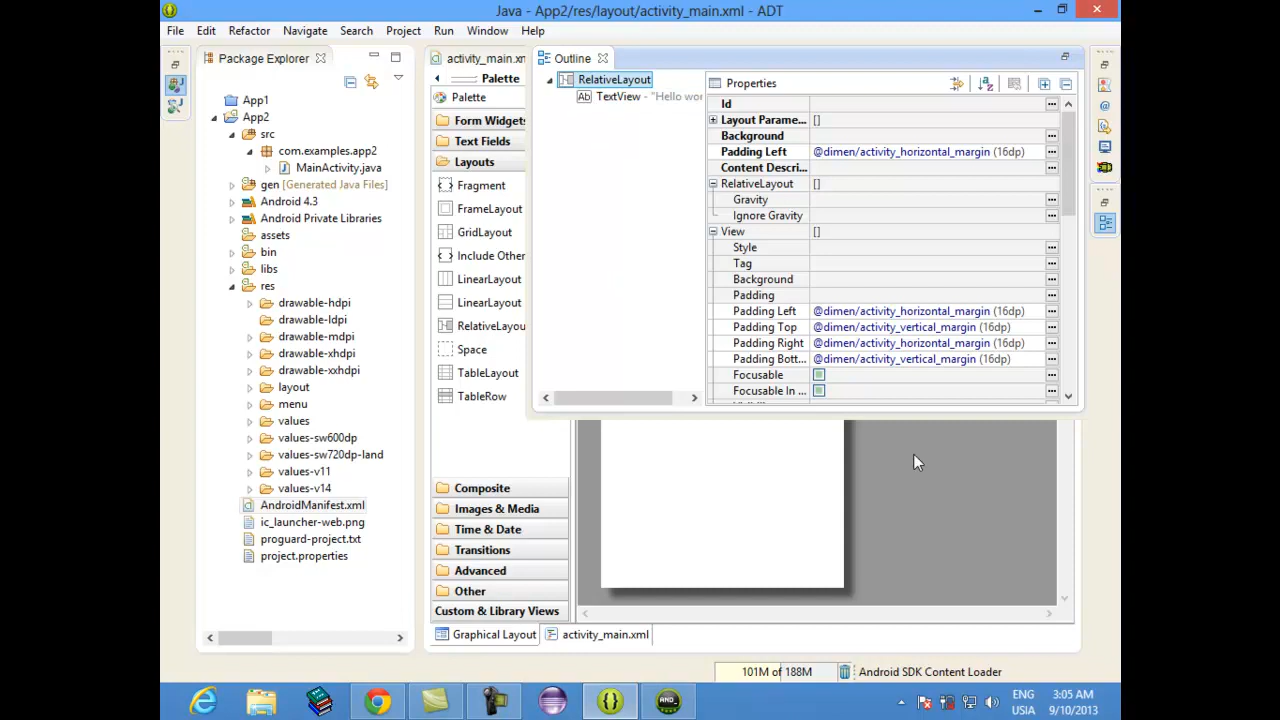 Java - App2/res/layout/activity_main.xml - ADT
File Edit Refactor Navigate Search Project Run Window Help
Package Explorer
App1
App2
src
com.examples.app2
MainActivity.java
gen [Generated Java Files]
Android 4.3
Android Private Libraries
assets
bin
libs
res
drawable-hdpi
drawable-ldpi
drawable-mdpi
drawable-xhdpi
drawable-xxhdpi
layout
menu
values
values-sw600dp
values-sw720dp-land
values-v11
values-v14
AndroidManifest.xml
ic_launcher-web.png
proguard-project.txt
project.properties
activity_main.xm
Palette
Palette
Form Widgets
Text Fields
Layouts
Fragment
FrameLayout
GridLayout
Include Other
LinearLayout
LinearLayout
RelativeLayou
Space
TableLayout
TableRow
Composite
Images & Media
Time & Date
Transitions
Advanced
Other
Custom & Library Views
Graphical Layout activity_main.xml
Outline
RelativeLayout
Ab TextView - "Hello wor
Properties
Id
Layout Parame... []
Background
Padding Left @dimen/activity_horizontal_margin (16dp)
Content Descri...
RelativeLayout []
Gravity
Ignore Gravity
View []
Style
Tag
Background
Padding
Padding Left @dimen/activity_horizontal_margin (16dp)
Padding Top @dimen/activity_vertical_margin (16dp)
Padding Right @dimen/activity_horizontal_margin (16dp)
Padding Bott... @dimen/activity_vertical_margin (16dp)
Focusable
Focusable In ...
101M of 188M Android SDK Content Loader
ENG 3:05 AM
USIA 9/10/2013